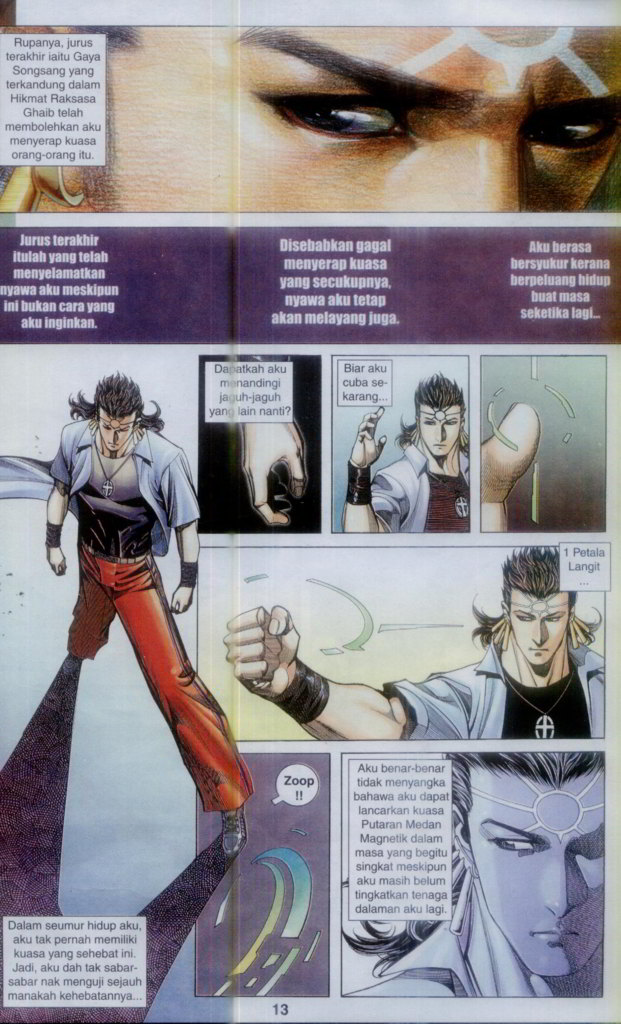 Rupanya, jurus
terakhir iaitu Gaya
Songsang yang
terkandung dalam
Hikmat Raksasa
Ghaib telah
membolehkan aku
menyerap kuasa
orang-orang itu.
Jurus terakhir
itulah yang telah
menyelamatkan
nyawa aku meskipun
ini bukan cara yang
aku inginkan.
Disebabkan gagal
menyerap kuasa
yang secukupnya,
nyawa aku tetap
akan melayang juga.
Aku berasa
bersyukur kerana
berpeluang hidup
buat masa
seketika lagi...
Dapatkah aku
menandingi
jaguh-jaguh
yang lain nanti?
Biar aku
cuba se-
karang...
1 Petala
Langit
...
Zoop
!!
Aku benar-benar
tidak menyangka
bahawa aku dapat
lancarkan kuasa
Putaran Medan
Magnetik dalam
masa yang begitu
singkat meskipun
aku masih belum
tingkatkan tenaga
dalaman aku lagi.
Dalam seumur hidup aku,
aku tak pernah memiliki
kuasa yang sehebat ini.
Jadi, aku dah tak sabar-
sabar nak menguji sejauh
manakah kehebatannya...
13